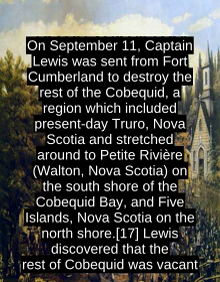 On September 11, Captain
Lewis was sent from Fort
Cumberland to destroy the
rest of the Cobequid, a
region which included
present-day Truro, Nova
Scotia and stretched
around to Petite Rivière
(Walton, Nova Scotia) on
the south shore of the
Cobequid Bay, and Five
Islands, Nova Scotia on the
north shore.[17] Lewis
discovered that the
rest of Cobequid was vacant